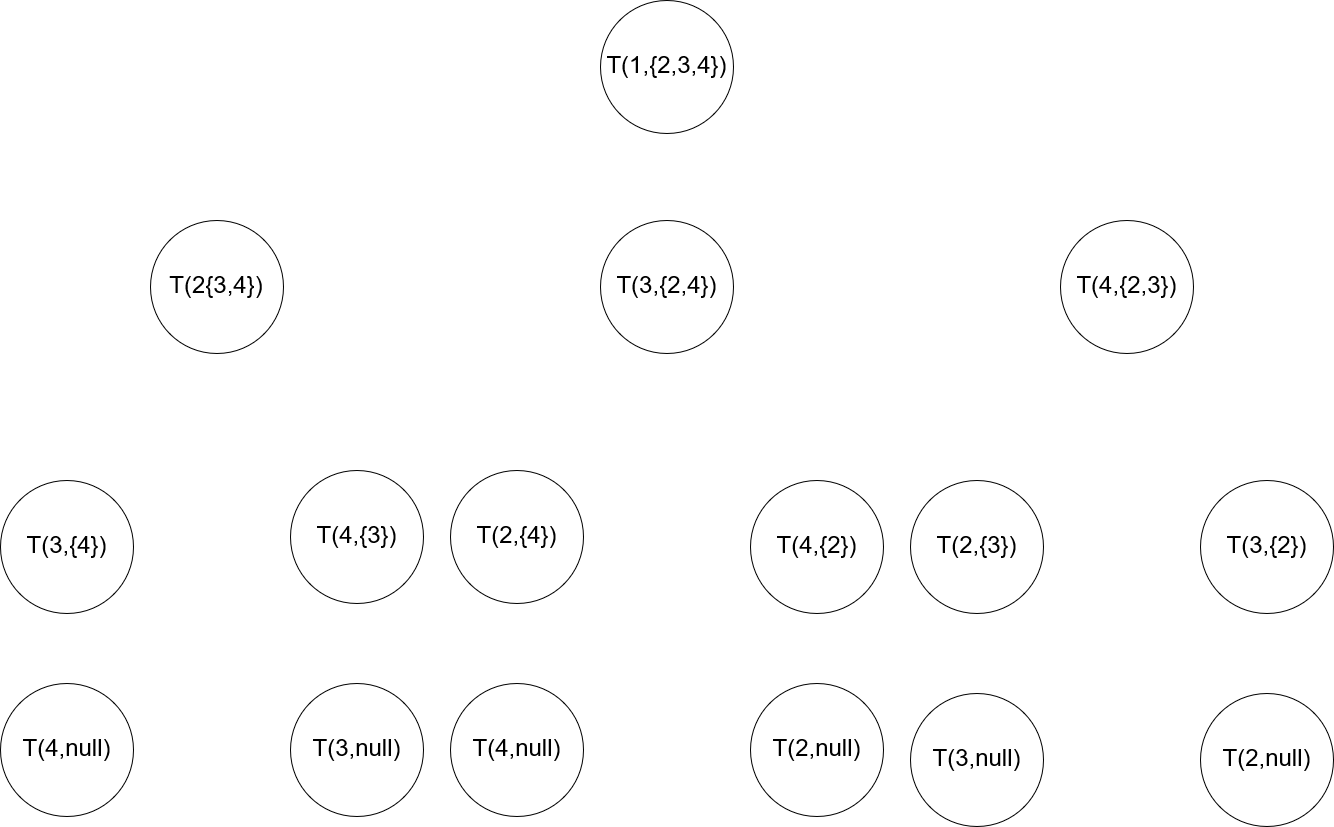 T(1,{2,3,4})
T(2{3,4})
T(3,{2,4})
T(4,{2,3})
T(3,{4})
T(4,{3})
T(2,{4})
T(4,{2})
T(2,{3})
T(3,{2})
T(4,null)
T(3,null)
T(4,null)
T(2,null)
T(3,null)
T(2,null)